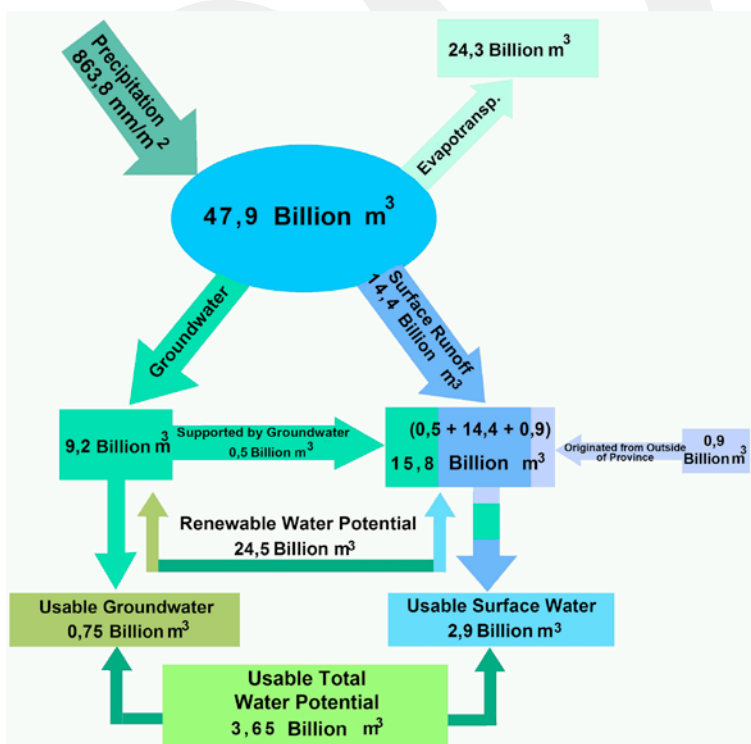 Precipitation
863,8 mm/m²
24,3 Billion m³
Evapotransp.
47,9 Billion m³
Groundwater
Surface Runoff
14,4 Billion m³
9,2 Billion m³
Supported by Groundwater
0,5 Billion m³
(0,5 + 14,4 + 0,9)
15,8 Billion m³
Originated from Outside
of Province
0,9
Billion m³
Renewable Water Potential
24,5 Billion m³
Usable Groundwater
0,75 Billion m³
Usable Surface Water
2,9 Billion m³
Usable Total
Water Potential
3,65 Billion m³